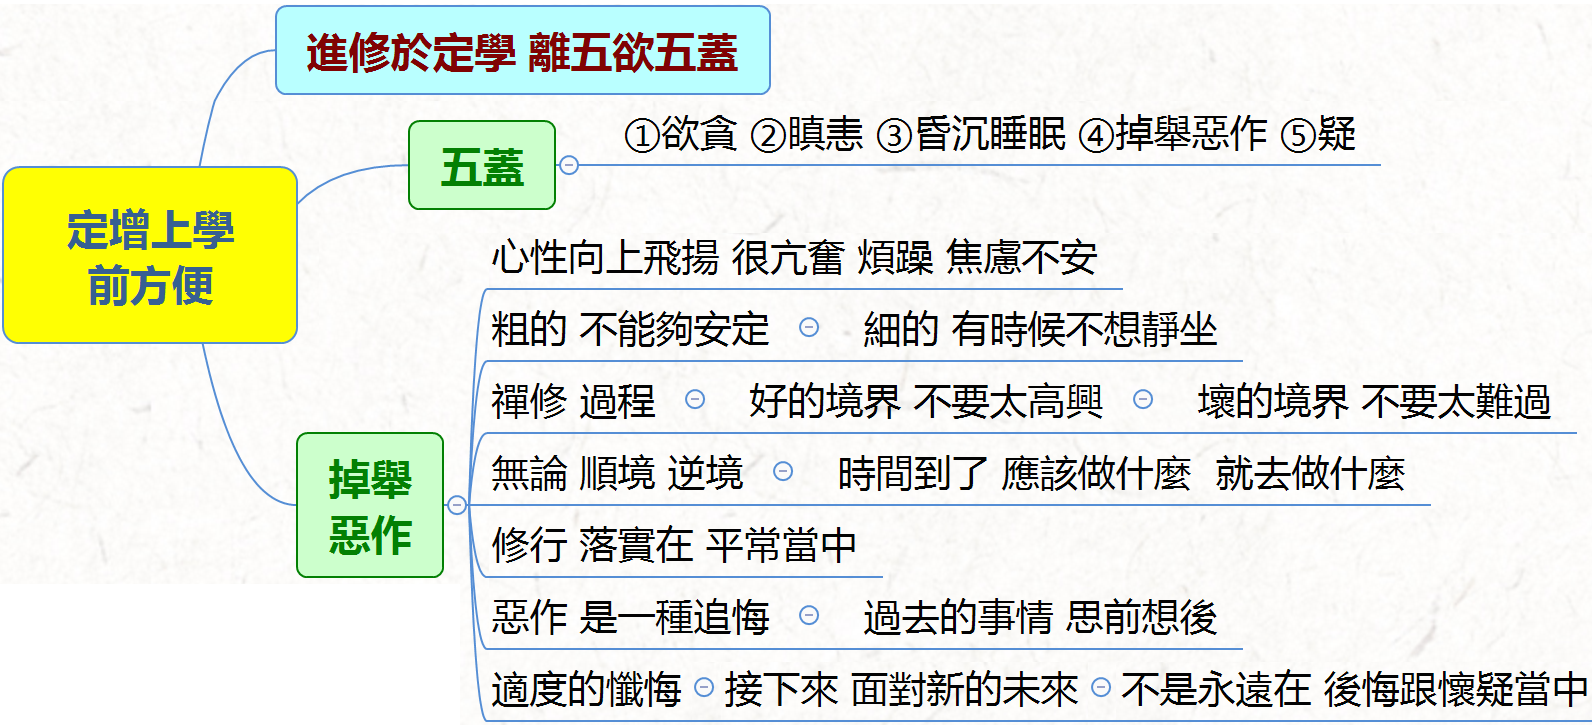 進修於定學 離五欲五蓋
五蓋
①欲貪 ②瞋恚 ③昏沉睡眠 ④掉舉惡作 ⑤疑
定增上學
前方便
掉舉
惡作
心性向上飛揚 很亢奮 煩躁 焦慮不安
粗的 不能夠安定 細的 有時候不想靜坐
禪修 過程 好的境界 不要太高興 壞的境界 不要太難過
無論 順境 逆境 時間到了 應該做什麼 就去做什麼
修行 落實在 平常當中
惡作 是一種追悔 過去的事情 思前想後
適度的懺悔 接下來 面對新的未來 不是永遠在 後悔跟懷疑當中